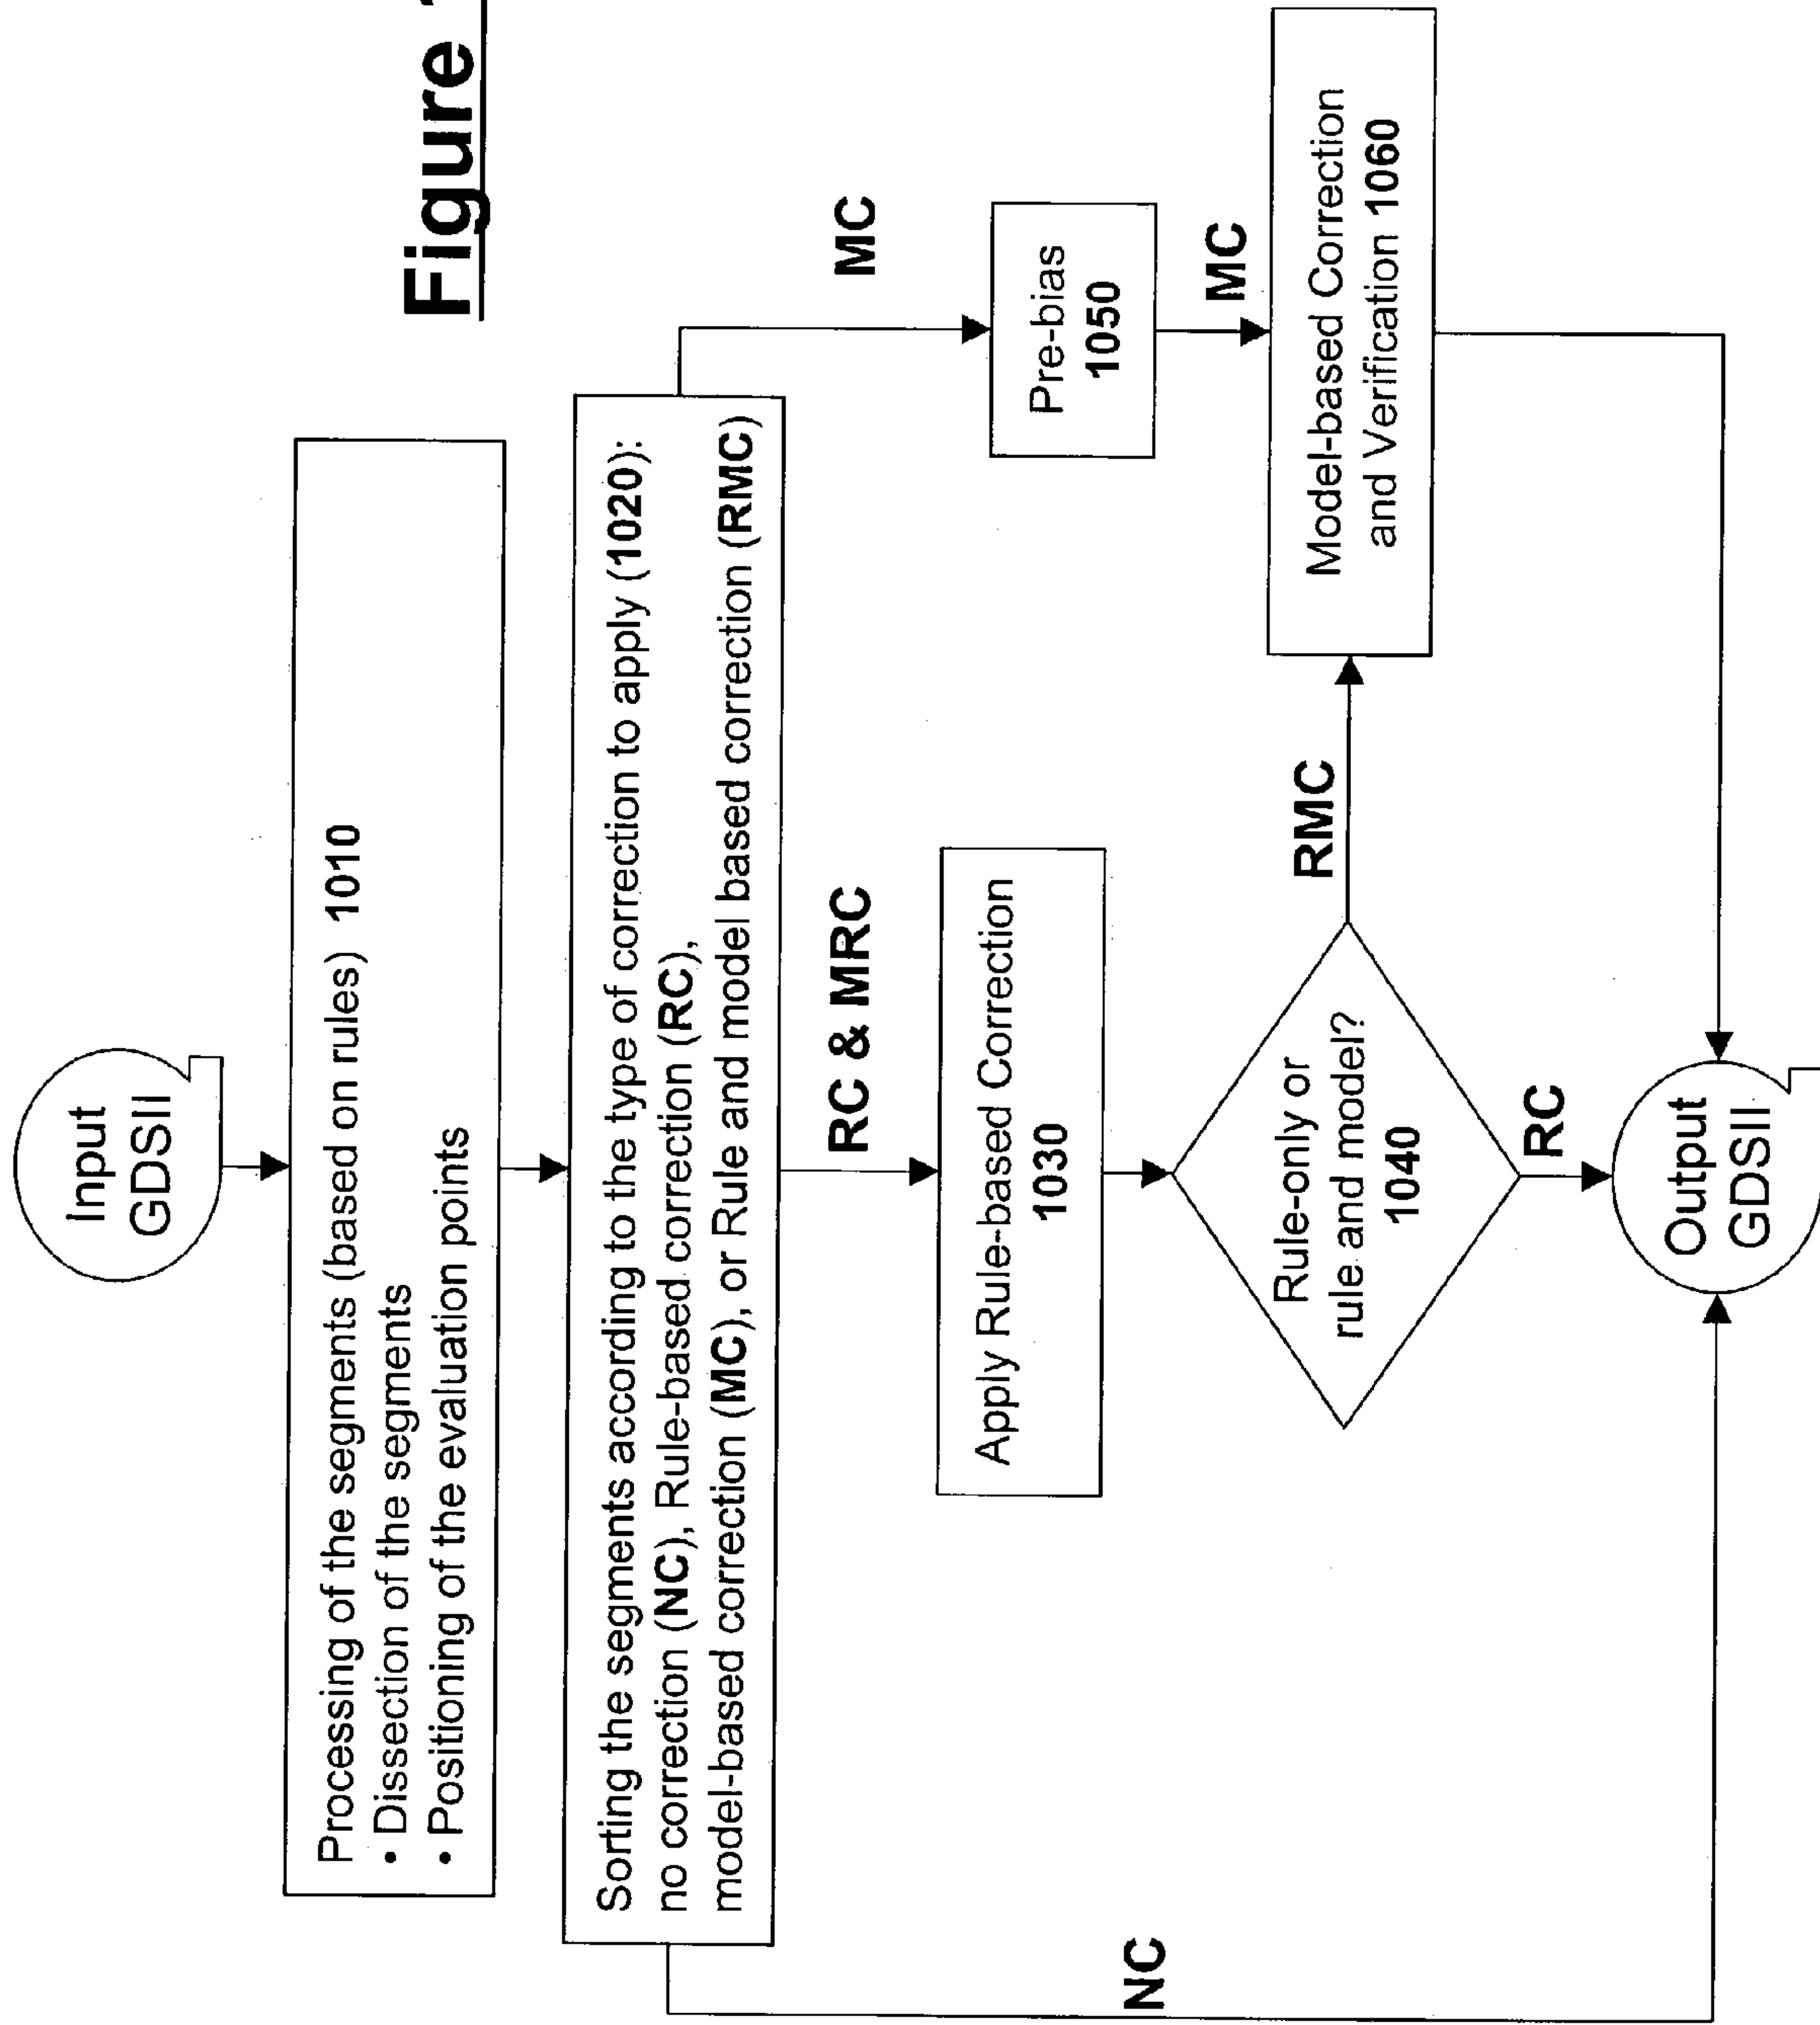 Figure
Input
GDSII
Processing of the segments (based on rules) 1010
• Dissection of the segments
• Positioning of the evaluation points
Sorting the segments according to the type of correction to apply (1020):
no correction (NC), Rule-based correction (RC),
model-based correction (MC), or Rule and model based correction (RMC)
NC
RC & MRC
MC
Apply Rule-based Correction
1030
Pre-bias
1050
MC
Rule-only or
rule and model?
1040
RMC
Model-based Correction
and Verification 1060
RC
Output
GDSII